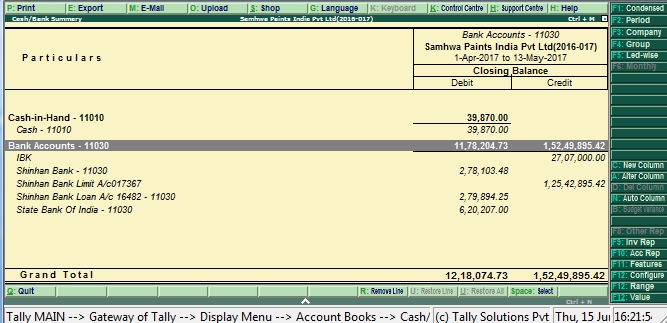 P: Print E: Export M: E-Mail O: Upload S: Shop G: Language K: Keyboard K: Control Centre H: Support Centre H: Help
Cash/Bank Summary Samhwa Paints India Pvt Ltd(2016-017) Ctrl + M
Bank Accounts - 11030
Samhwa Paints India Pvt Ltd(2016-017)
Particulars 1-Apr-2017 to 13-May-2017
Closing Balance
Debit Credit
Cash-in-Hand - 11010 39,870.00
Cash - 11010 39,870.00
Bank Accounts - 11030 11,78,204.73 1,52,49,895.42
IBK 27,07,000.00
Shinhan Bank - 11030 2,78,103.48
Shinhan Bank Limit A/c017367 1,25,42,895.42
Shinhan Bank Loan A/c 16482 - 11030 2,79,894.25
State Bank Of India - 11030 6,20,207.00
Grand Total 12,18,074.73 1,52,49,895.42
Q: Quit R: Remove Line U: Restore Line U: Restore All Space: Select
Ctrl + N
F1: Condensed
F2: Period
F3: Company
F4: Group
F5: Led-wise
F6: Monthly
C: New Column
A: Alter Column
D: Del Column
N: Auto Column
B: Budget Variance
F8: Other Rep
F9: Inv Rep
F10: Acc Rep
F11: Features
F12: Configure
F12: Range
F12: Value
Tally MAIN --> Gateway of Tally --> Display Menu --> Account Books --> Cash/ (c) Tally Solutions Pvt Thu, 15 Ju 16:21:5